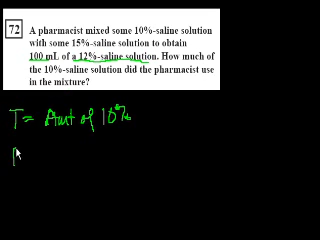 72 A pharmacist mixed some 10%-saline solution
with some 15%-saline solution to obtain
100 mL of a 12%-saline solution. How much of
the 10%-saline solution did the pharmacist use
in the mixture?
T = Amt of 10%